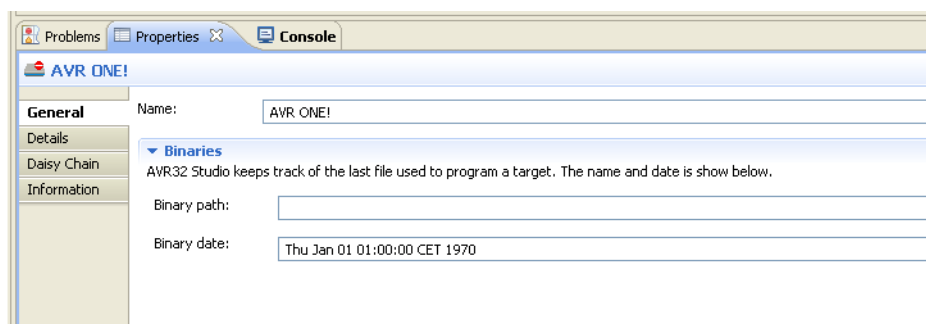 Problems Properties Console
AVR ONE!
General
Details
Daisy Chain
Information
Name: AVR ONE!
Binaries
AVR32 Studio keeps track of the last file used to program a target. The name and date is show below.
Binary path:
Binary date: Thu Jan 01 01:00:00 CET 1970